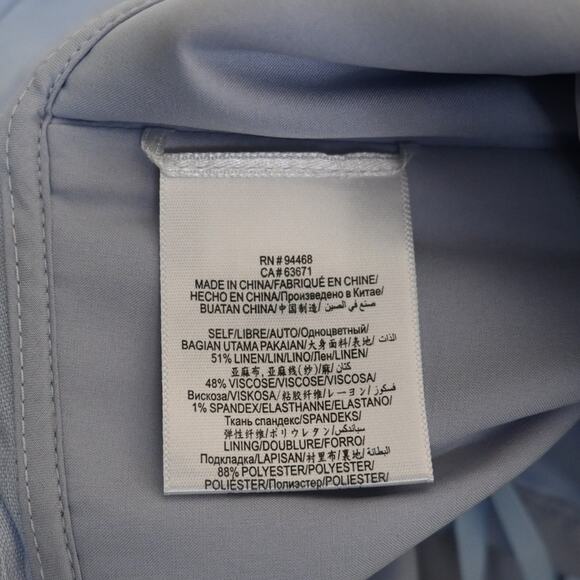 RN# 94468
CA# 63671
MADE IN CHINA/FABRIQUÉ EN CHINE/
HECHO EN CHINA/Произведено в Китае/
BUATAN CHINA/中国制造/ صنع في الصين
SELF/LIBRE/AUTO/Одноцветный/
BAGIAN UTAMA PAKAIAN/大身面料/表地/ الذات
51% LINEN/LIN/LINO/Лен/LINEN/
亚麻布, 亚麻线(纱)/麻/ كتان/
48% VISCOSE/VISCOSE/VISCOSA/
Вискоза/VISKOSA/粘胶纤维/レーヨン/ فسكوز/
1% SPANDEX/ELASTHANNE/ELASTANO/
Ткань спандекс/SPANDEKS/
弹性纤维/ポリウレタン/ سباندكس/
LINING/DOUBLURE/FORRO/
Подкладка/LAPISAN/衬里布/裏地/ البطانة/
88% POLYESTER/POLYESTER/
POLIÉSTER/Полиэстер/POLIESTER/